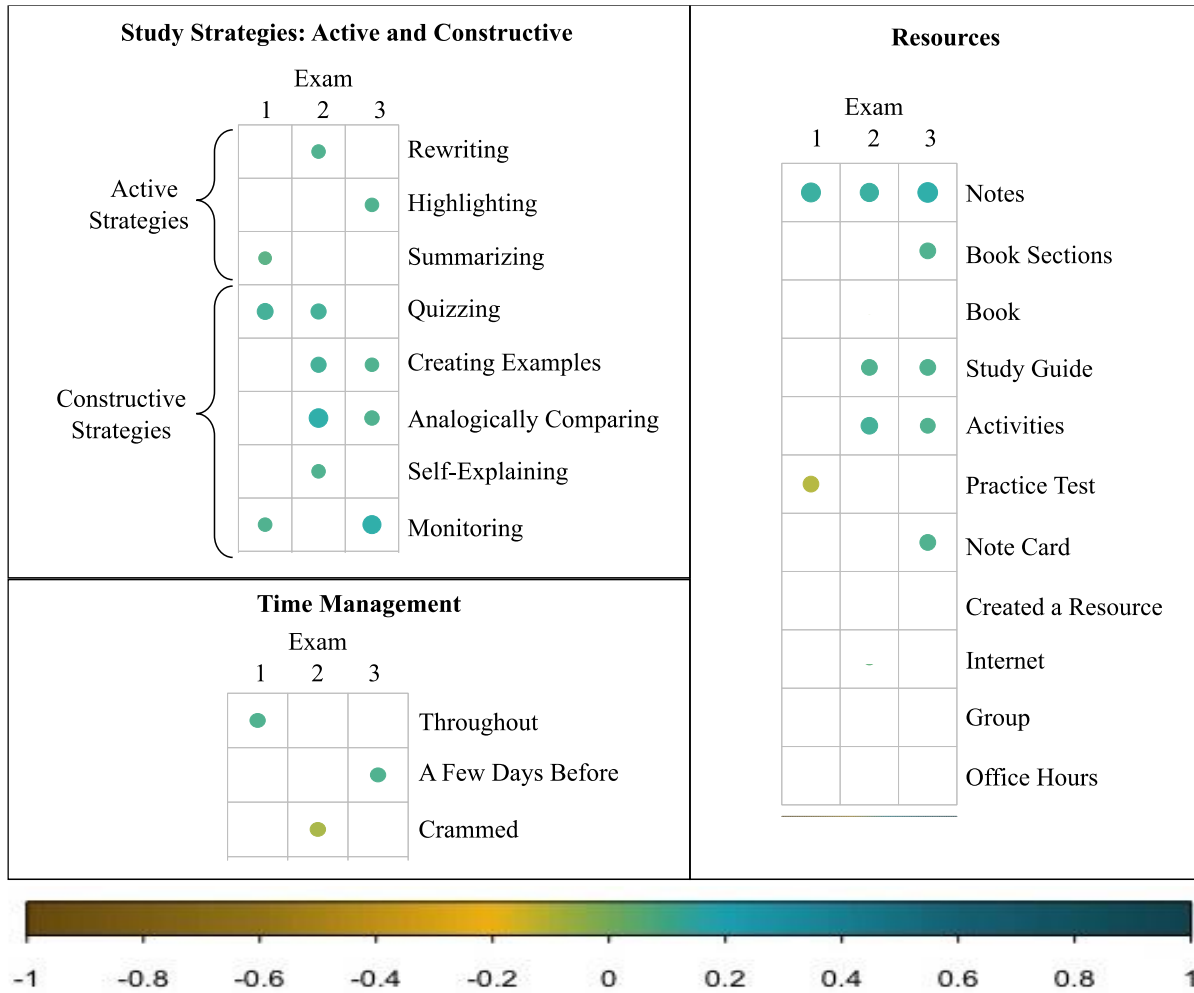 Study Strategies: Active and Constructive
Exam
1 2 3
Active
Strategies
Rewriting
Highlighting
Summarizing
Constructive
Strategies
Quizzing
Creating Examples
Analogically Comparing
Self-Explaining
Monitoring
Time Management
Exam
1 2 3
Throughout
A Few Days Before
Crammed
Resources
Exam
1 2 3
Notes
Book Sections
Book
Study Guide
Activities
Practice Test
Note Card
Created a Resource
Internet
Group
Office Hours
-1 -0.8 -0.6 -0.4 -0.2 0 0.2 0.4 0.6 0.8 1